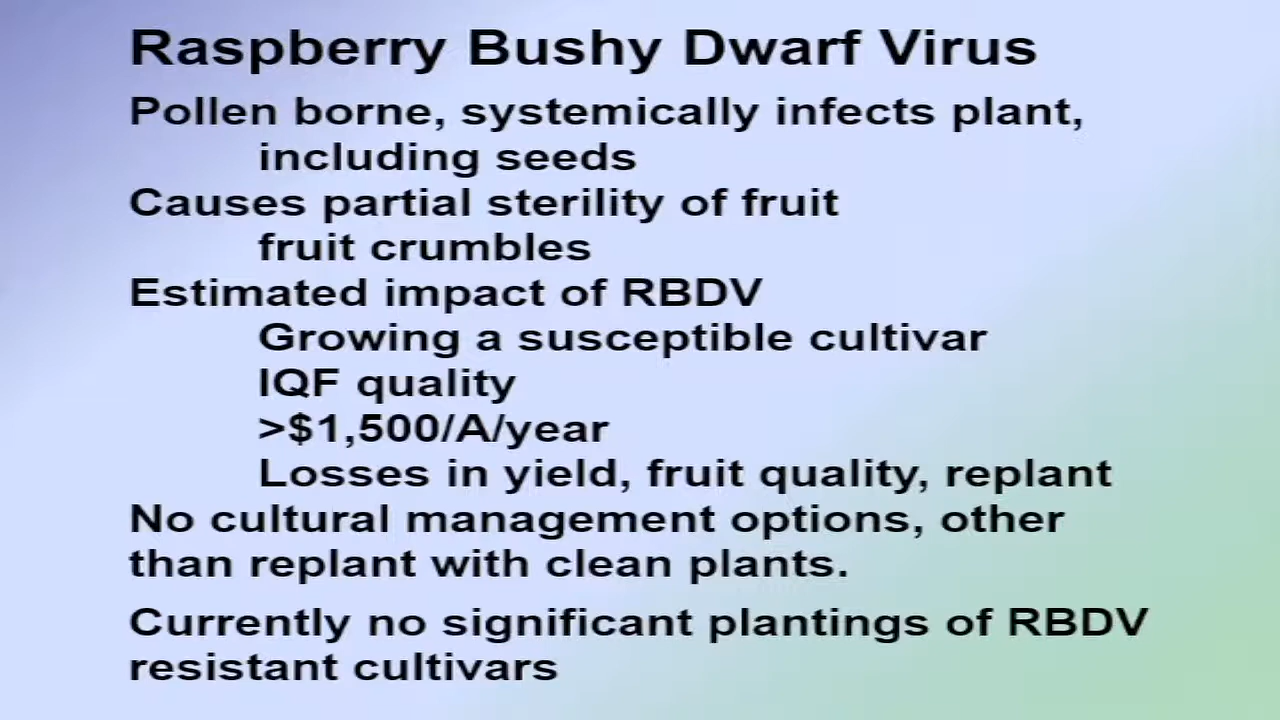 Raspberry Bushy Dwarf Virus
Pollen borne, systemically infects plant,
including seeds
Causes partial sterility of fruit
fruit crumbles
Estimated impact of RBDV
Growing a susceptible cultivar
IQF quality
>$1,500/A/year
Losses in yield, fruit quality, replant
No cultural management options, other
than replant with clean plants.
Currently no significant plantings of RBDV
resistant cultivars